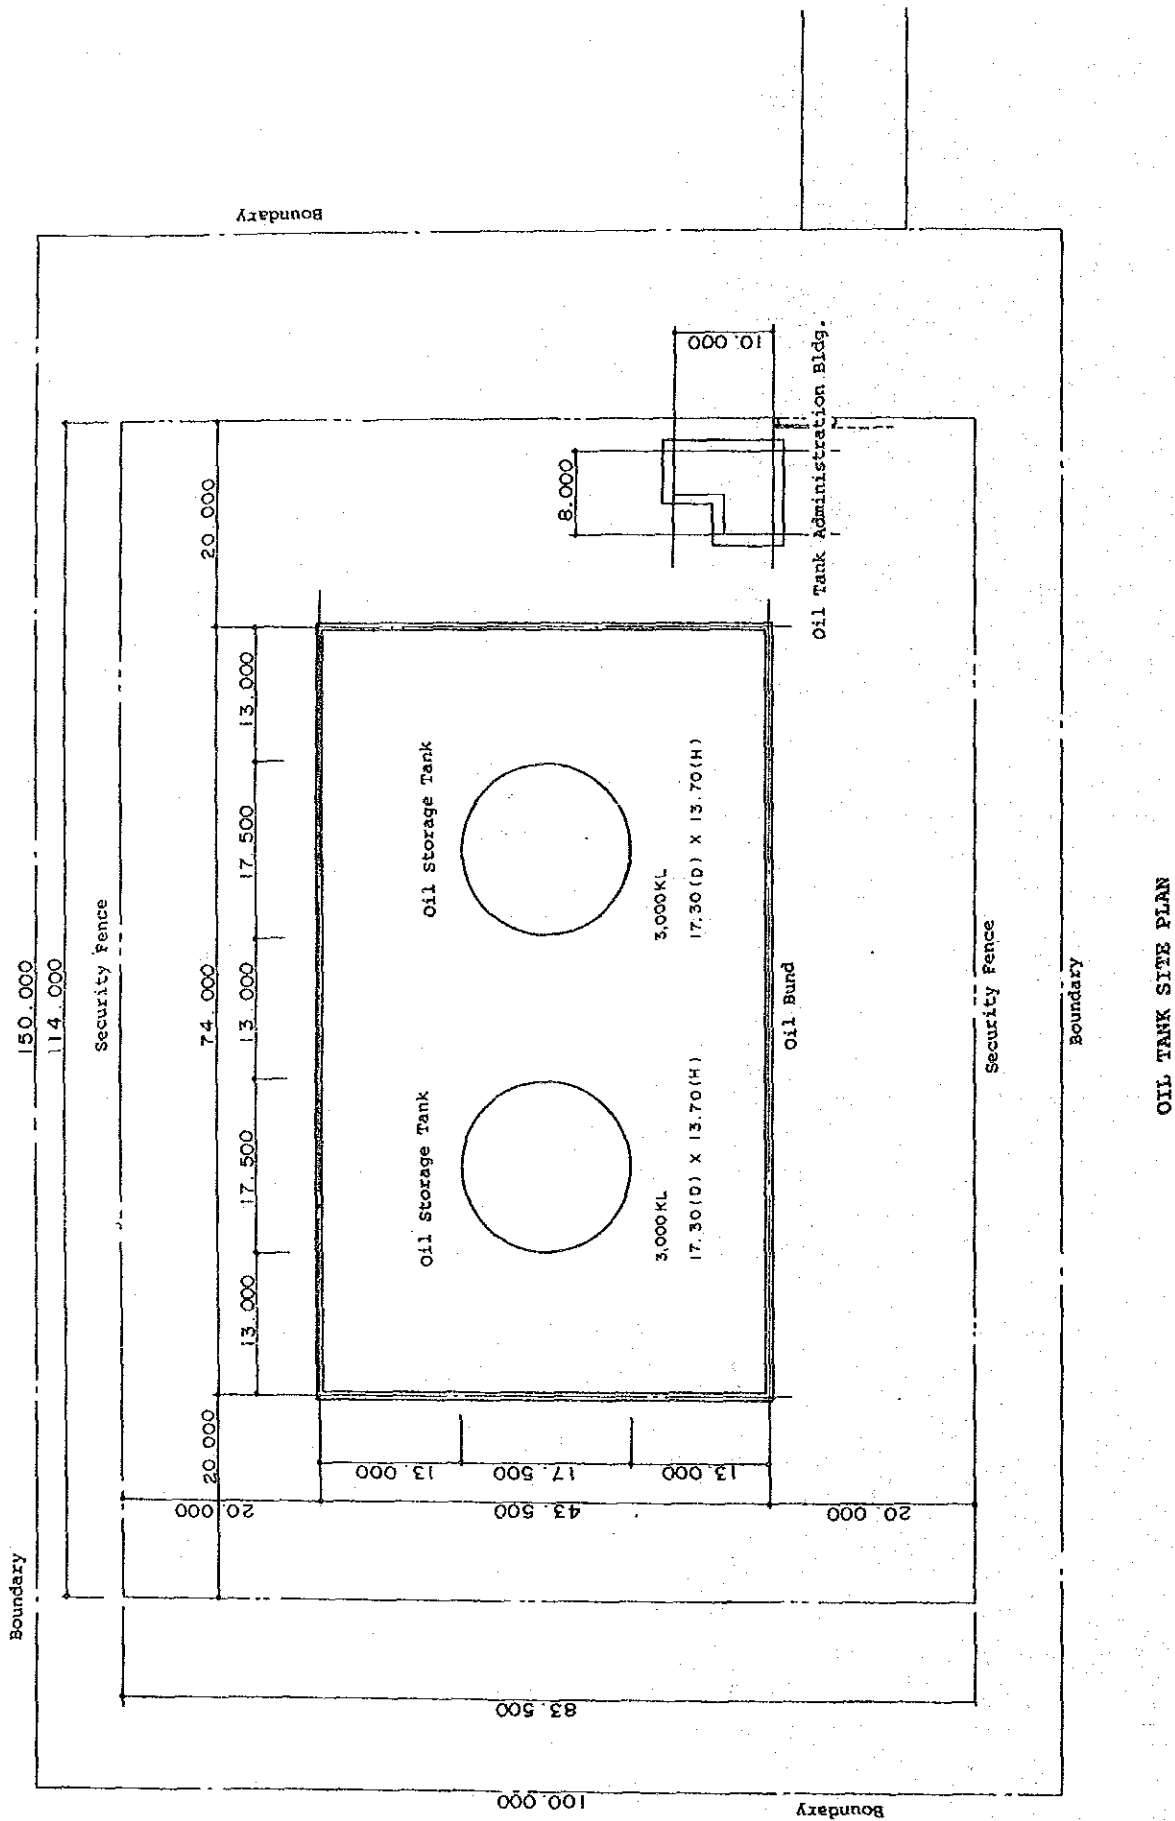 Boundary
150.000
114.000
Security Fence
20.000
74.000
20.000
13.000
17.500
13.000
17.500
13.000
Boundary
100.000
83.500
20.000
43.500
20.000
13.000
17.500
13.000
Oil Storage Tank
Oil Storage Tank
3,000KL
17.30(D) X 13.70(H)
3,000KL
17.30(D) X 13.70(H)
Oil Bund
8.000
10.000
Oil Tank Administration Bldg.
Boundary
Security Fence
Boundary
OIL TANK SITE PLAN